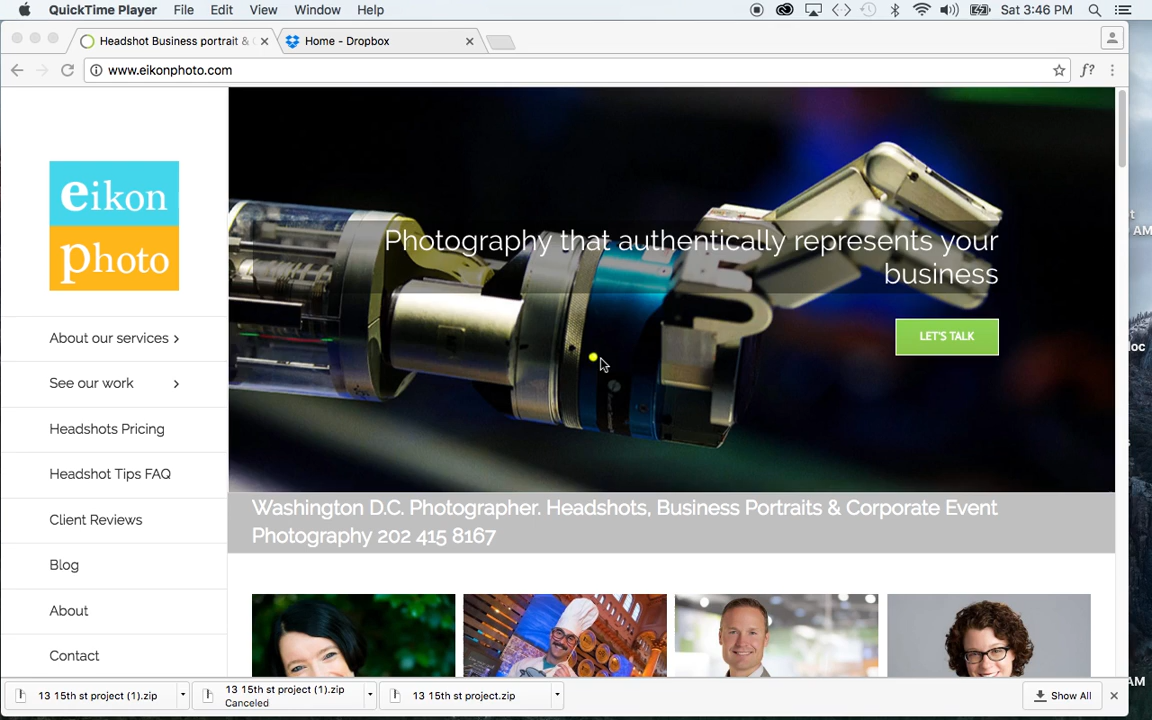 QuickTime Player File Edit View Window Help Sat 3:46 PM
Headshot Business portrait & Home - Dropbox
www.eikonphoto.com f?
eikon
photo
Photography that authentically represents your
business
LET'S TALK
About our services
See our work
Headshots Pricing
Headshot Tips FAQ
Client Reviews
Blog
About
Contact
Washington D.C. Photographer. Headshots, Business Portraits & Corporate Event
Photography 202 415 8167
AM
AM
13 15th st project (1).zip
13 15th st project (1).zip
Canceled
13 15th st project.zip
Show All